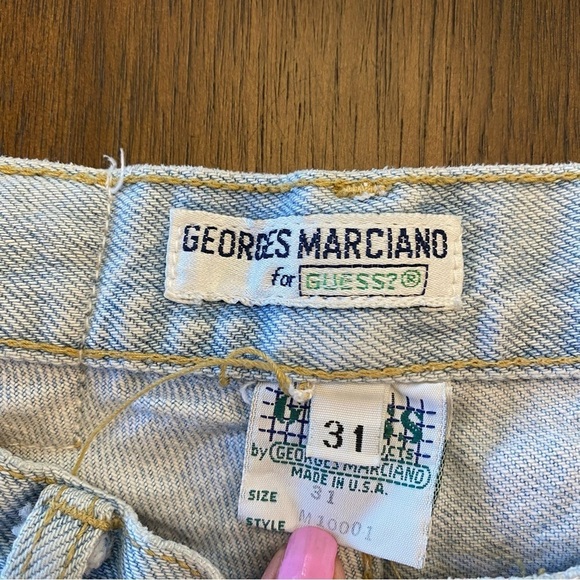 GEORGES MARCIANO
for GUESS?®
31
by GEORGES MARCIANO
MADE IN U.S.A.
SIZE 31
STYLE M10001